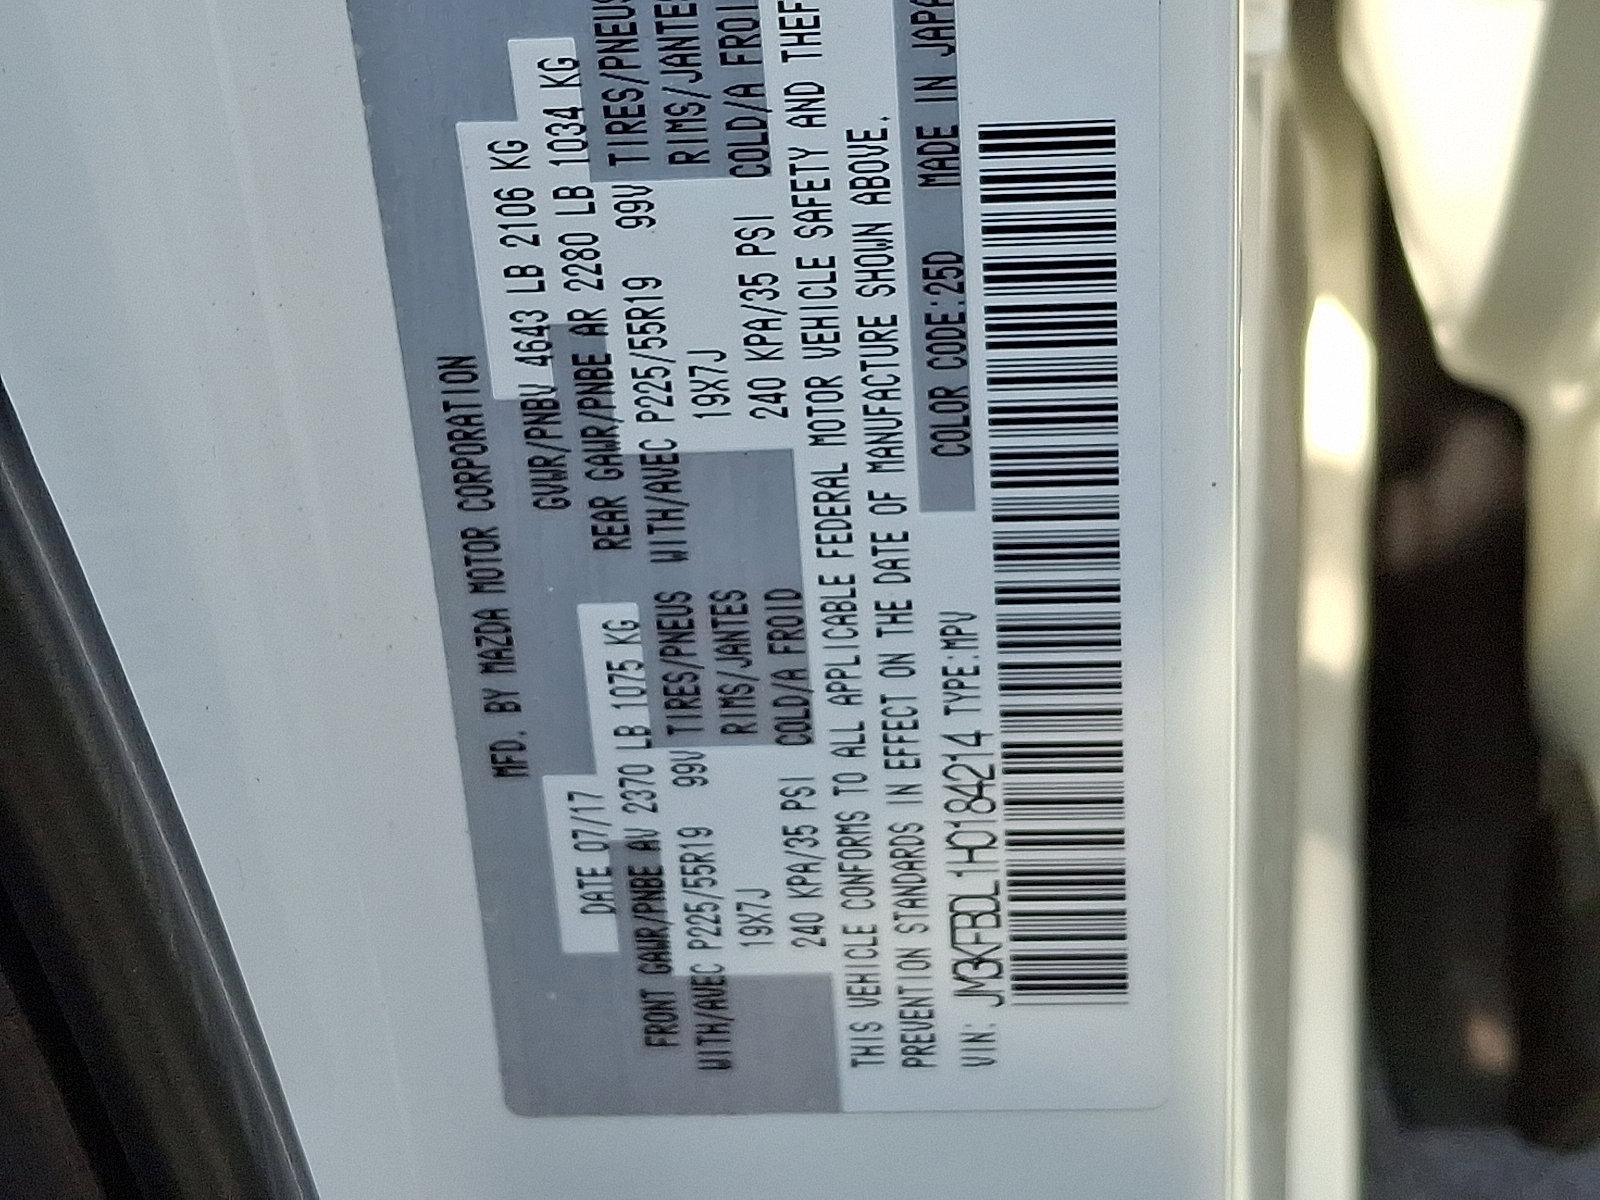 MFD. BY MAZDA MOTOR CORPORATION
DATE 07/17 GVWR/PNBV 4643 LB 2106 KG
FRONT GAWR/PNBE AV 2370 LB 1075 KG REAR GAWR/PNBE AR 2280 LB 1034 KG
WITH/AVEC P225/55R19 99V TIRES/PNEUS WITH/AVEC P225/55R19 99V TIRES/PNEUS
19X7J RIMS/JANTES 19X7J RIMS/JANTES
240 KPA/35 PSI COLD/A FROID 240 KPA/35 PSI COLD/A FROI
THIS VEHICLE CONFORMS TO ALL APPLICABLE FEDERAL MOTOR VEHICLE SAFETY AND THEF
PREVENTION STANDARDS IN EFFECT ON THE DATE OF MANUFACTURE SHOWN ABOVE.
VIN: JM3KFBDL1H0184214 TYPE:MPV COLOR CODE:25D MADE IN JAPA